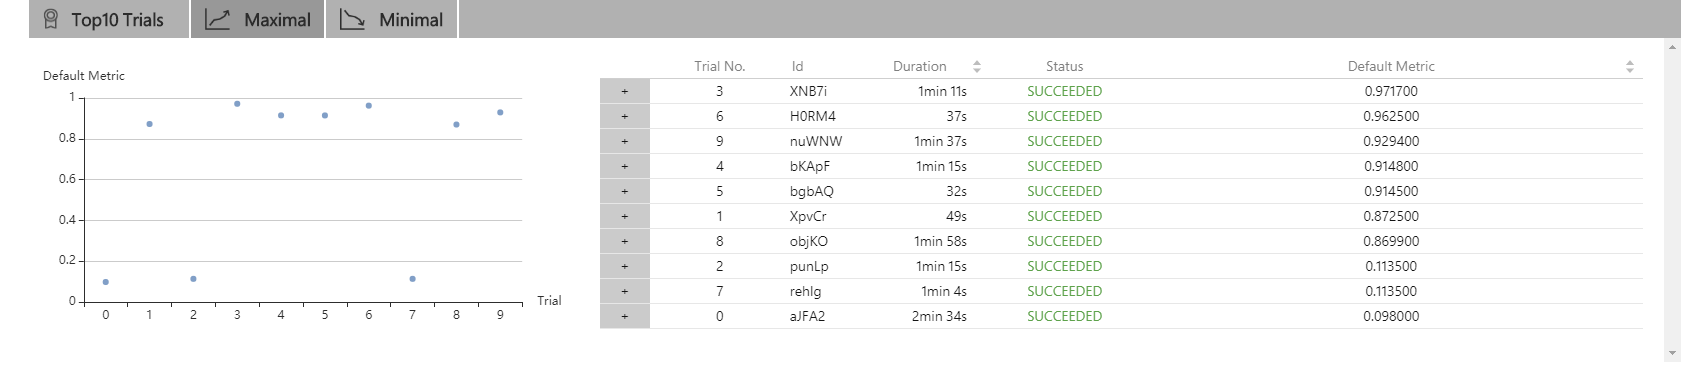 Top10 Trials Maximal Minimal
Default Metric
1
0.8
0.6
0.4
0.2
0
0 1 2 3 4 5 6 7 8 9
Trial
Trial No. Id Duration Status Default Metric
+ 3 XNB7i 1min 11s SUCCEEDED 0.971700
+ 6 H0RM4 37s SUCCEEDED 0.962500
+ 9 nuWNW 1min 37s SUCCEEDED 0.929400
+ 4 bKApF 1min 15s SUCCEEDED 0.914800
+ 5 bgbAQ 32s SUCCEEDED 0.914500
+ 1 XpvCr 49s SUCCEEDED 0.872500
+ 8 objKO 1min 58s SUCCEEDED 0.869900
+ 2 punLp 1min 15s SUCCEEDED 0.113500
+ 7 rehlg 1min 4s SUCCEEDED 0.113500
+ 0 aJFA2 2min 34s SUCCEEDED 0.098000